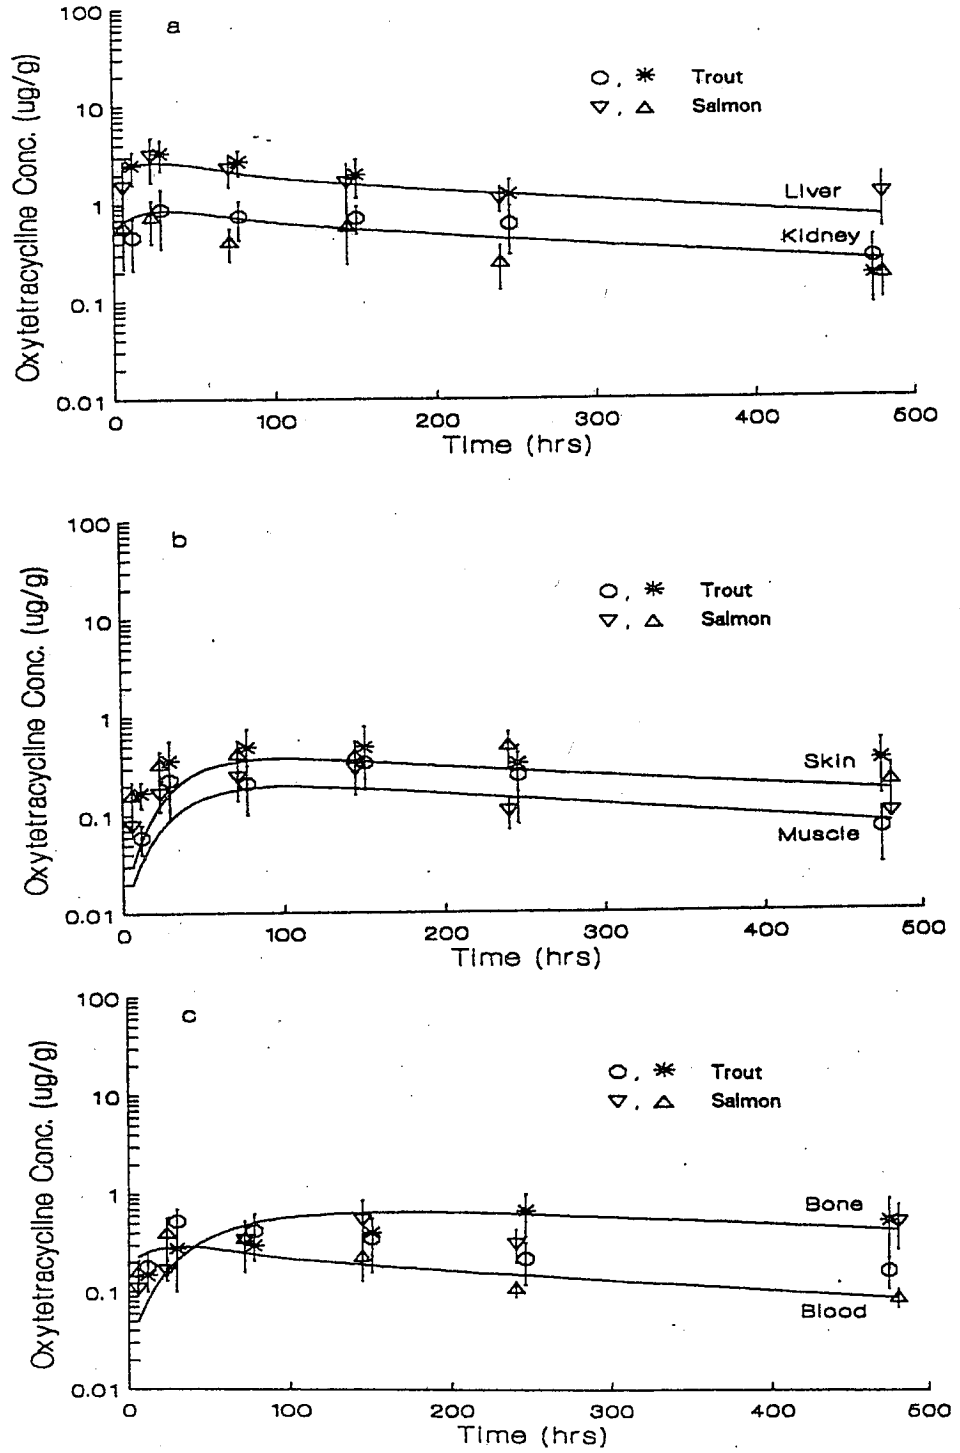 100
a
○, * Trout
▽, △ Salmon
10
1
0.1
0.01
Liver
Kidney
0 100 200 300 400 500
Time (hrs)
Oxytetracycline Conc. (ug/g)
100
b
○, * Trout
▽, △ Salmon
10
1
0.1
0.01
Skin
Muscle
0 100 200 300 400 500
Time (hrs)
Oxytetracycline Conc. (ug/g)
100
c
○, * Trout
▽, △ Salmon
10
1
0.1
0.01
Bone
Blood
0 100 200 300 400 500
Time (hrs)
Oxytetracycline Conc. (ug/g)